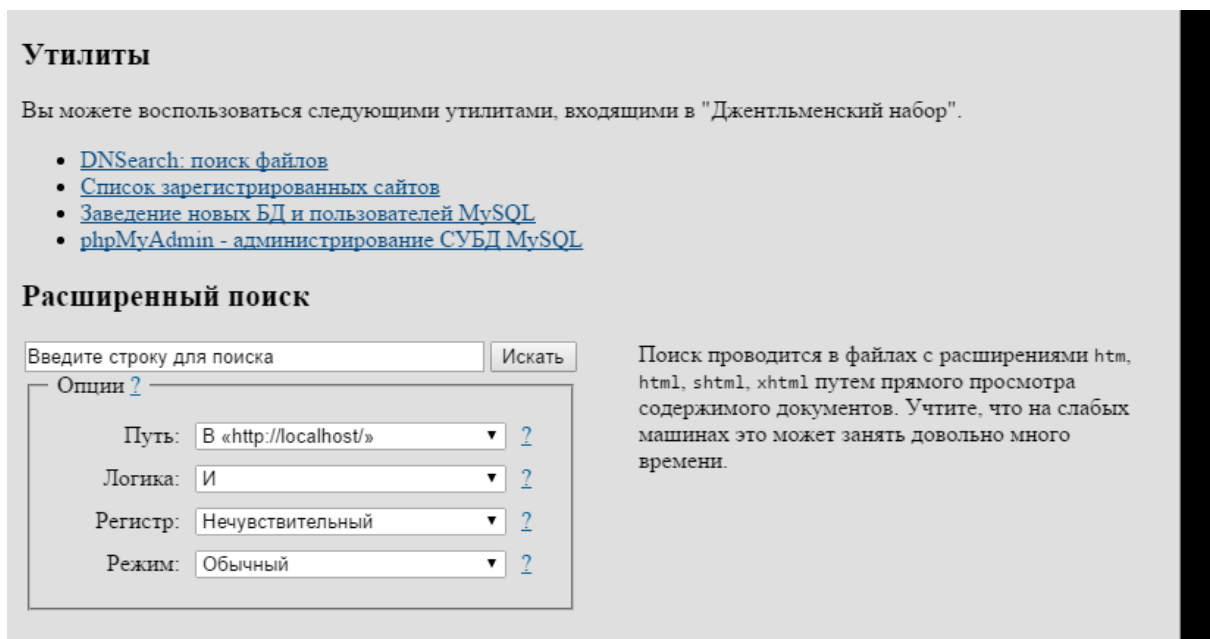 Утилиты
Вы можете воспользоваться следующими утилитами, входящими в "Джентльменский набор".
DNSearch: поиск файлов
Список зарегистрированных сайтов
Заведение новых БД и пользователей MySQL
phpMyAdmin - администрирование СУБД MySQL
Расширенный поиск
Введите строку для поиска Искать
Опции ?
Путь: В «http://localhost/» ?
Логика: И ?
Регистр: Нечувствительный ?
Режим: Обычный ?
Поиск проводится в файлах с расширениями htm,
html, shtml, xhtml путем прямого просмотра
содержимого документов. Учтите, что на слабых
машинах это может занять довольно много
времени.